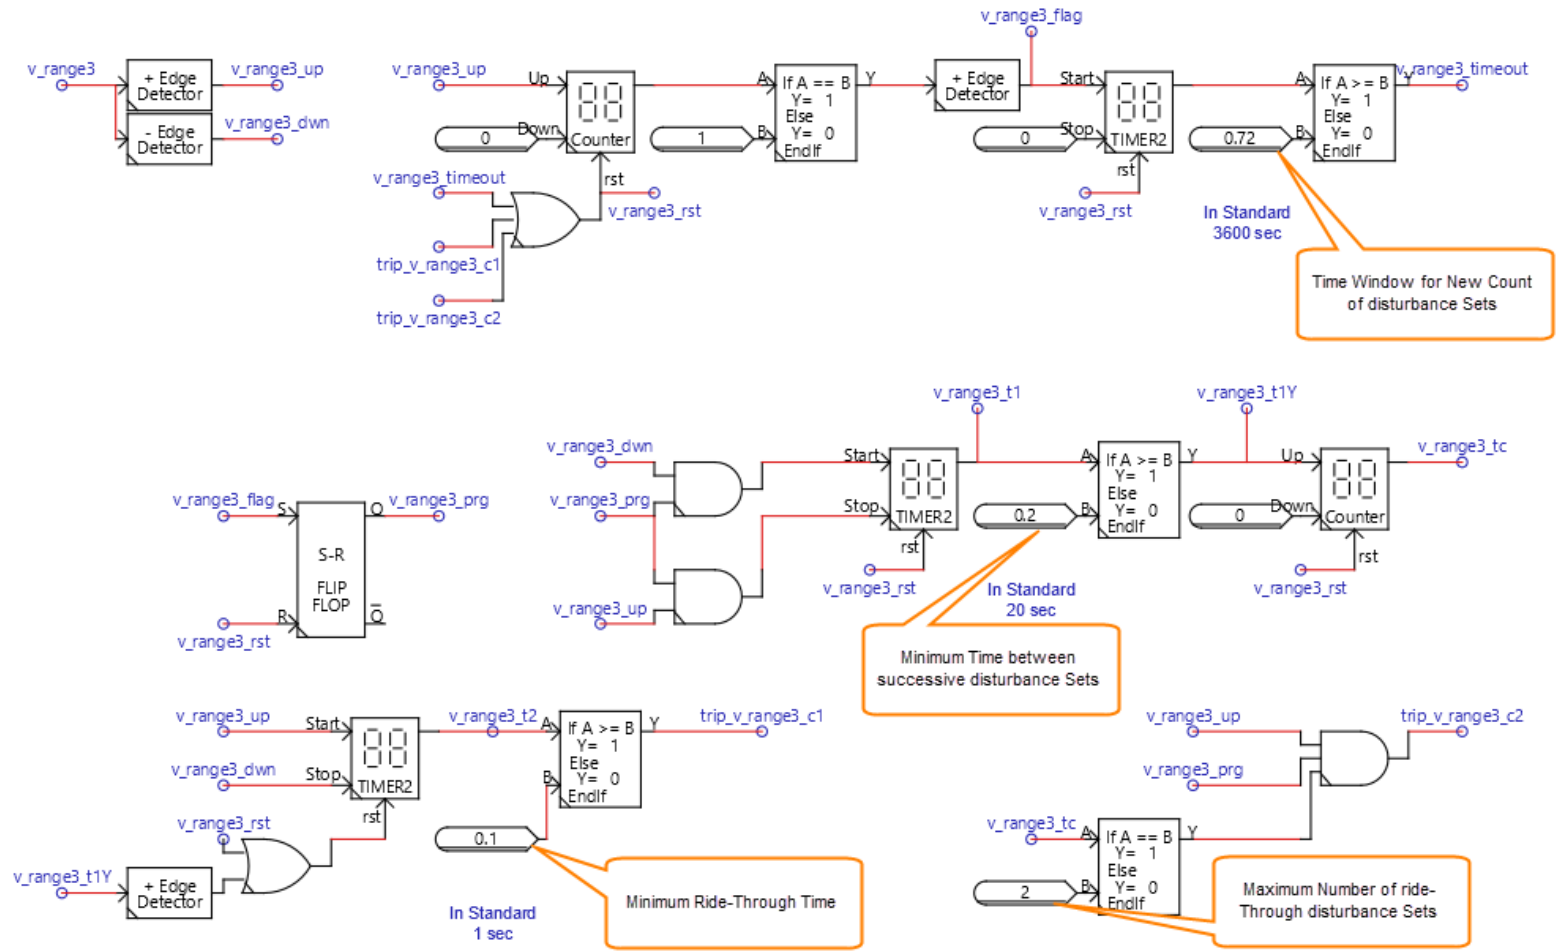 v_range3_flag
v_range3
+ Edge
Detector
v_range3_up
- Edge
Detector
v_range3_dwn
v_range3_up
Up
0
Down
Counter
rst
v_range3_timeout
v_range3_rst
trip_v_range3_c1
trip_v_range3_c2
1
A
B
If A == B
Y= 1
Else
Y= 0
EndIf
Y
+ Edge
Detector
Start
0
Stop
TIMER2
rst
v_range3_rst
0.72
A
B
If A >= B
Y= 1
Else
Y= 0
EndIf
Y
v_range3_timeout
In Standard
3600 sec
Time Window for New Count
of disturbance Sets
v_range3_flag
S
v_range3_prg
Q
S-R
FLIP
FLOP
R
Q
v_range3_rst
v_range3_dwn
v_range3_prg
v_range3_up
Start
Stop
TIMER2
rst
v_range3_rst
v_range3_t1
A
0.2
B
If A >= B
Y= 1
Else
Y= 0
EndIf
Y
v_range3_t1Y
Up
0
Down
Counter
rst
v_range3_rst
v_range3_tc
In Standard
20 sec
Minimum Time between
successive disturbance Sets
v_range3_up
Start
v_range3_dwn
Stop
TIMER2
rst
v_range3_rst
v_range3_t1Y
+ Edge
Detector
v_range3_t2
A
B
If A >= B
Y= 1
Else
Y= 0
EndIf
Y
trip_v_range3_c1
0.1
In Standard
1 sec
Minimum Ride-Through Time
v_range3_up
v_range3_prg
trip_v_range3_c2
v_range3_tc
A
2
B
If A == B
Y= 1
Else
Y= 0
EndIf
Y
Maximum Number of ride-
Through disturbance Sets